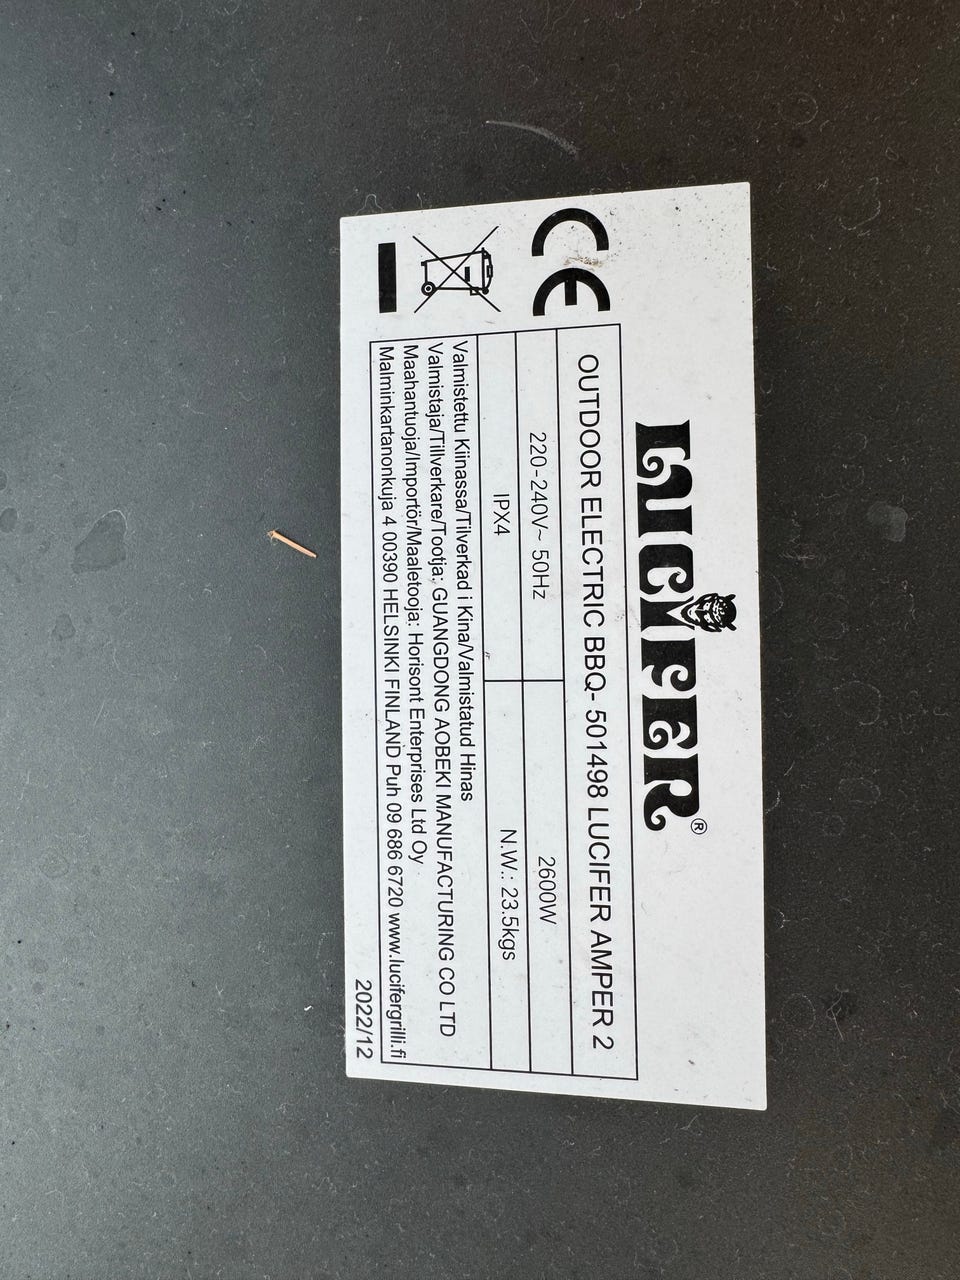 LUCIFER®
CE
OUTDOOR ELECTRIC BBQ- 501498 LUCIFER AMPER 2
220-240V~ 50Hz 2600W
IPX4 N.W.: 23.5kgs
Valmistettu Kiinassa/Tilverkad i Kina/Valmistatud Hinas
Valmistaja/Tillverkare/Tootja: GUANGDONG AOBEKI MANUFACTURING CO LTD
Maahantuoja/Importör/Maaletooja: Horisont Enterprises Ltd Oy
Malminkartanonkuja 4 00390 HELSINKI FINLAND Puh 09 686 6720 www.lucifergrilli.fi
2022/12